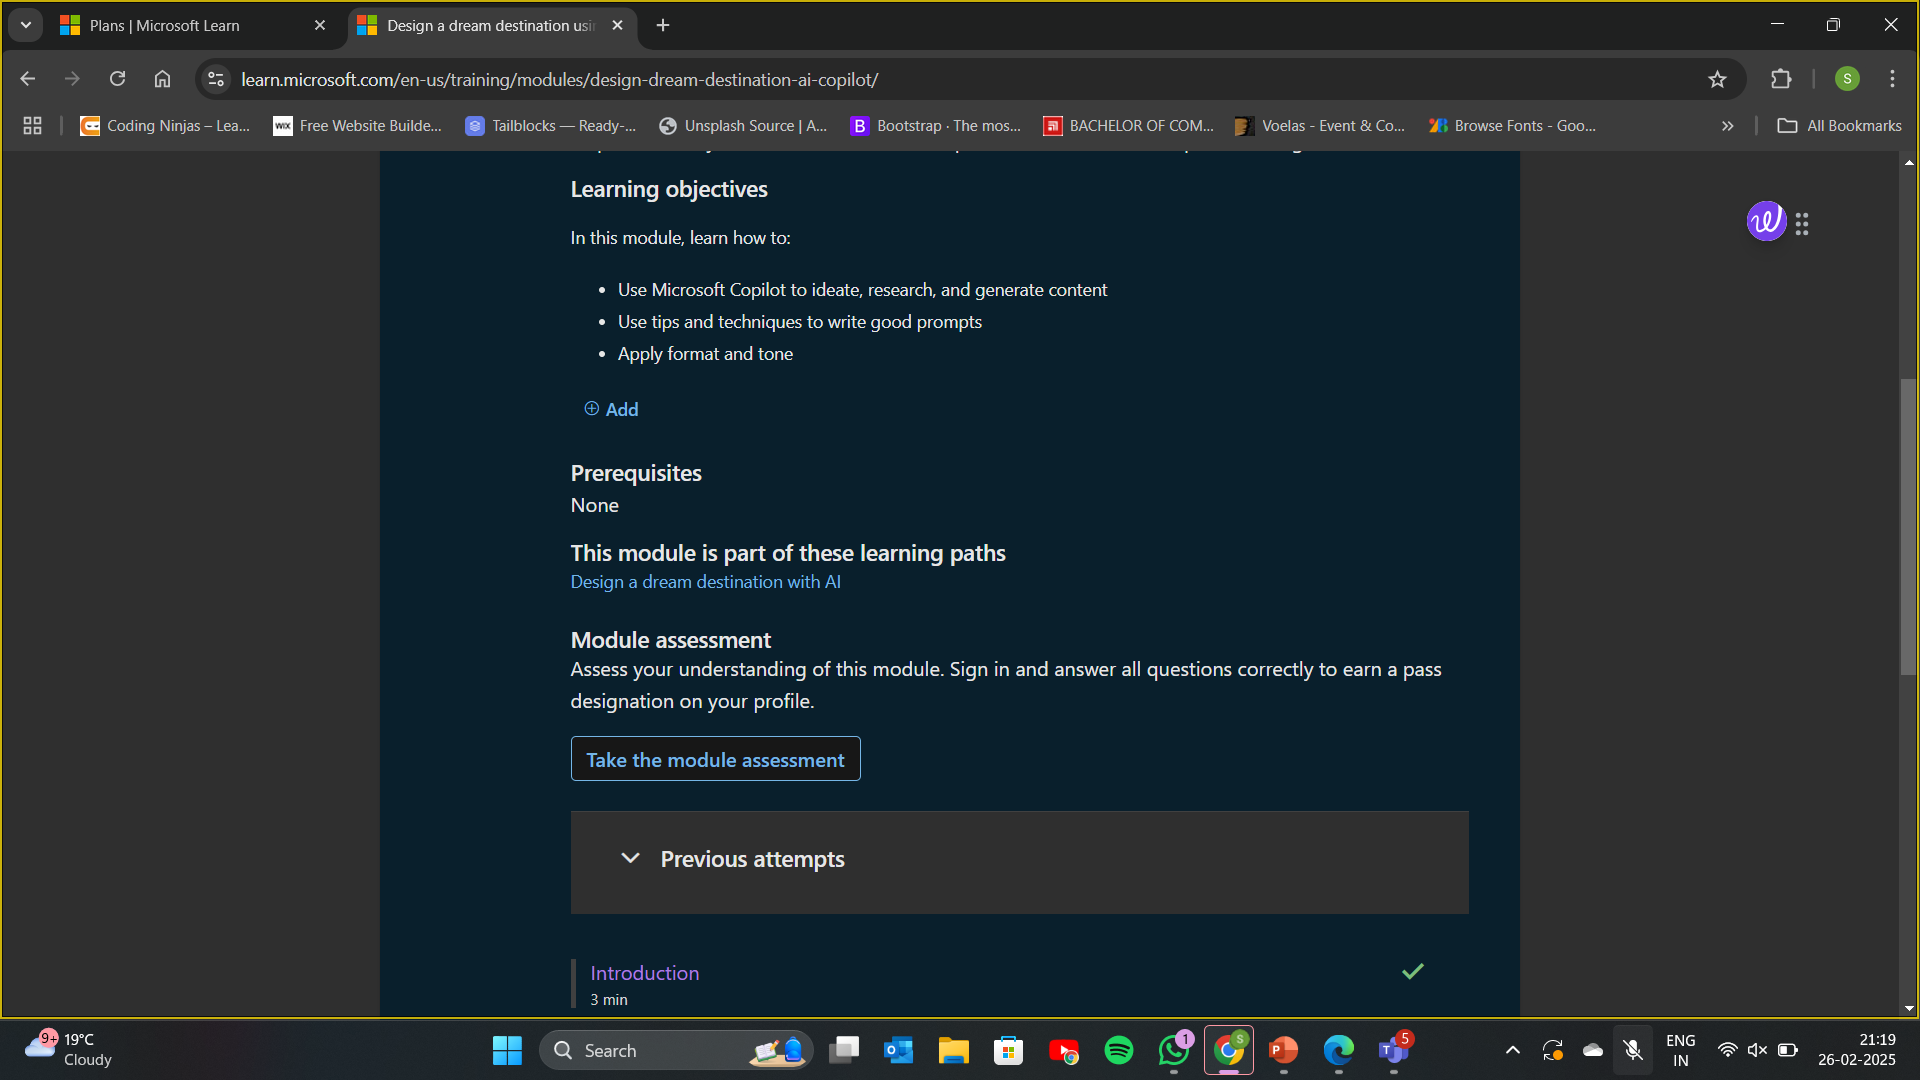 Plans | Microsoft Learn
Design a dream destination usi
learn.microsoft.com/en-us/training/modules/design-dream-destination-ai-copilot/
S
Coding Ninjas – Lea...
WiX Free Website Builde...
Tailblocks — Ready-...
Unsplash Source | A...
B Bootstrap · The mos...
BACHELOR OF COM...
Voelas - Event & Co...
Browse Fonts - Goo...
All Bookmarks
Learning objectives
In this module, learn how to:
• Use Microsoft Copilot to ideate, research, and generate content
• Use tips and techniques to write good prompts
• Apply format and tone
Add
Prerequisites
None
This module is part of these learning paths
Design a dream destination with AI
Module assessment
Assess your understanding of this module. Sign in and answer all questions correctly to earn a pass
designation on your profile.
Take the module assessment
Previous attempts
Introduction
3 min
9+
19°C
Cloudy
Search
1
S
5
ENG
IN
21:19
26-02-2025